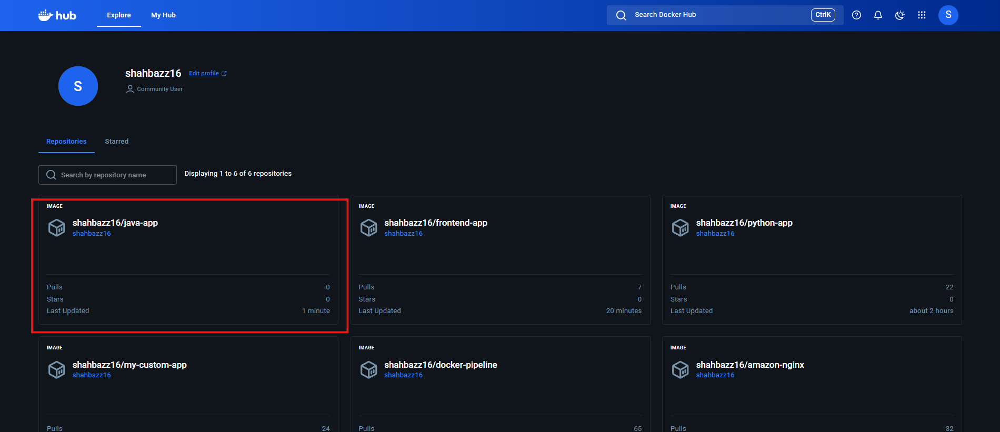 hub Explore My Hub Search Docker Hub CtrlK S
S
shahbazz16 Edit profile
Community User
Repositories Starred
Search by repository name Displaying 1 to 6 of 6 repositories
IMAGE
shahbazz16/java-app
shahbazz16
Pulls 0
Stars 0
Last Updated 1 minute
IMAGE
shahbazz16/frontend-app
shahbazz16
Pulls 7
Stars 0
Last Updated 20 minutes
IMAGE
shahbazz16/python-app
shahbazz16
Pulls 22
Stars 0
Last Updated about 2 hours
IMAGE
shahbazz16/my-custom-app
shahbazz16
Pulls 24
IMAGE
shahbazz16/docker-pipeline
shahbazz16
Pulls 65
IMAGE
shahbazz16/amazon-nginx
shahbazz16
Pulls 32